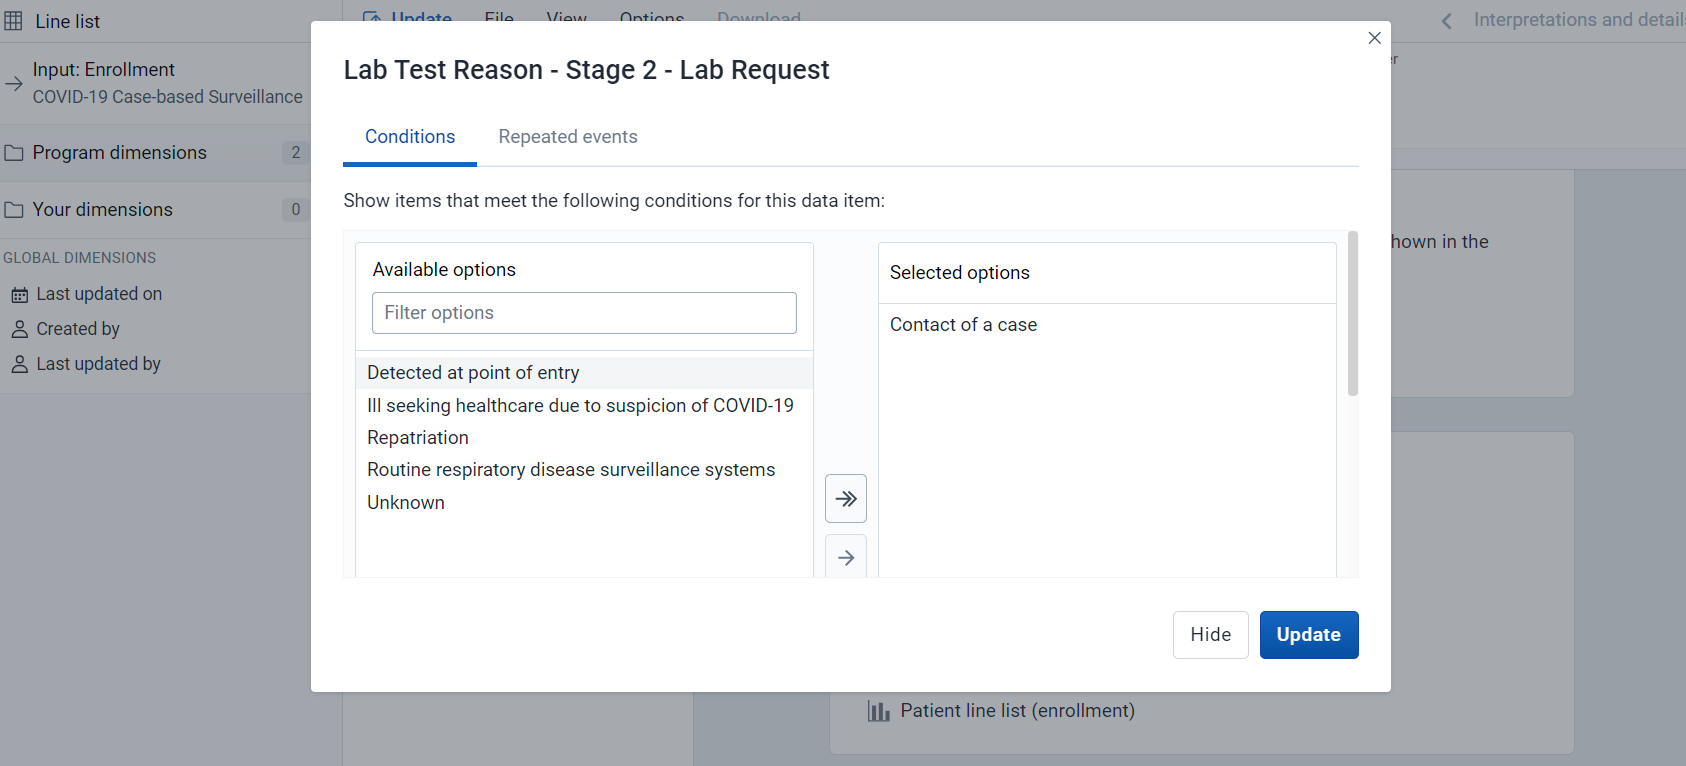 Line list
Update File View Options Download
Interpretations and detail
Input: Enrollment
COVID-19 Case-based Surveillance
Program dimensions 2
Your dimensions 0
GLOBAL DIMENSIONS
Last updated on
Created by
Last updated by
Lab Test Reason - Stage 2 - Lab Request
Conditions Repeated events
Show items that meet the following conditions for this data item:
Available options
Filter options
Detected at point of entry
Ill seeking healthcare due to suspicion of COVID-19
Repatriation
Routine respiratory disease surveillance systems
Unknown
Selected options
Contact of a case
Hide Update
er
hown in the
Patient line list (enrollment)